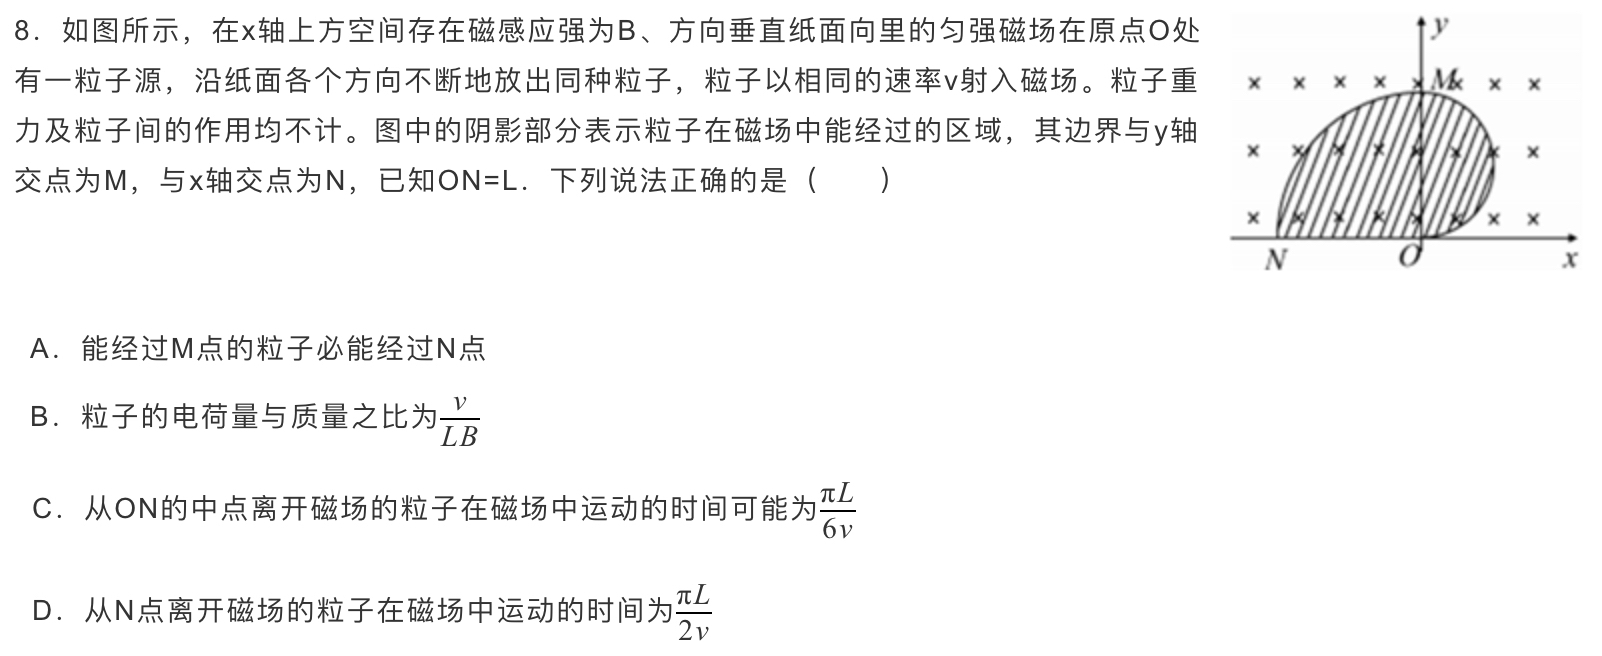 8．如图所示，在x轴上方空间存在磁感应强为B、方向垂直纸面向里的匀强磁场在原点O处
有一粒子源，沿纸面各个方向不断地放出同种粒子，粒子以相同的速率v射入磁场。粒子重
力及粒子间的作用均不计。图中的阴影部分表示粒子在磁场中能经过的区域，其边界与y轴
交点为M，与x轴交点为N，已知ON=L．下列说法正确的是（　　）
y
M
N
O
x
A．能经过M点的粒子必能经过N点
B．粒子的电荷量与质量之比为v/LB
C．从ON的中点离开磁场的粒子在磁场中运动的时间可能为πL/6v
D．从N点离开磁场的粒子在磁场中运动的时间为πL/2v